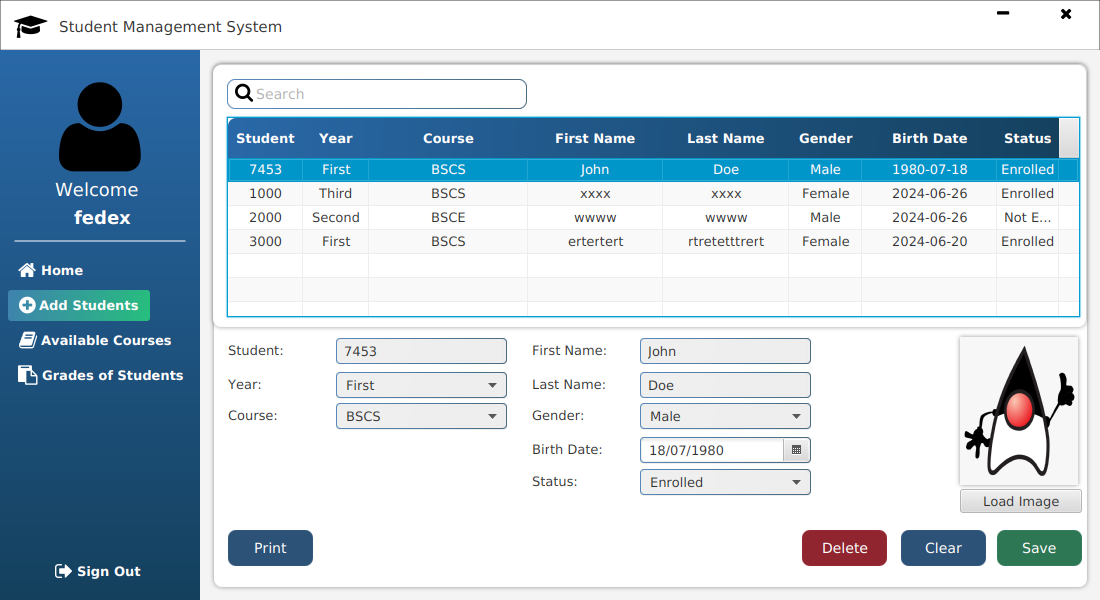 Student Management System
Welcome
fedex
Home
Add Students
Available Courses
Grades of Students
Sign Out
Search
Student Year Course First Name Last Name Gender Birth Date Status
7453 First BSCS John Doe Male 1980-07-18 Enrolled
1000 Third BSCS xxxx xxxx Female 2024-06-26 Enrolled
2000 Second BSCE wwww wwww Male 2024-06-26 Not E...
3000 First BSCS ertertert rtretetttrert Female 2024-06-20 Enrolled
Student: 7453 First Name: John
Year: First Last Name: Doe
Course: BSCS Gender: Male
Birth Date: 18/07/1980
Status: Enrolled
Load Image
Print Delete Clear Save